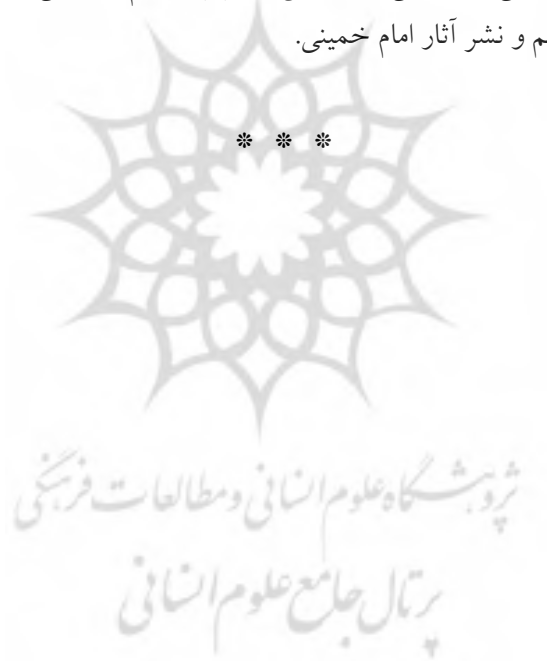 م و نشر آثار امام خمینی.
❊ ❊ ❊
پژوهشگاه علوم انسانی و مطالعات فرهنگی
پرتال جامع علوم انسانی